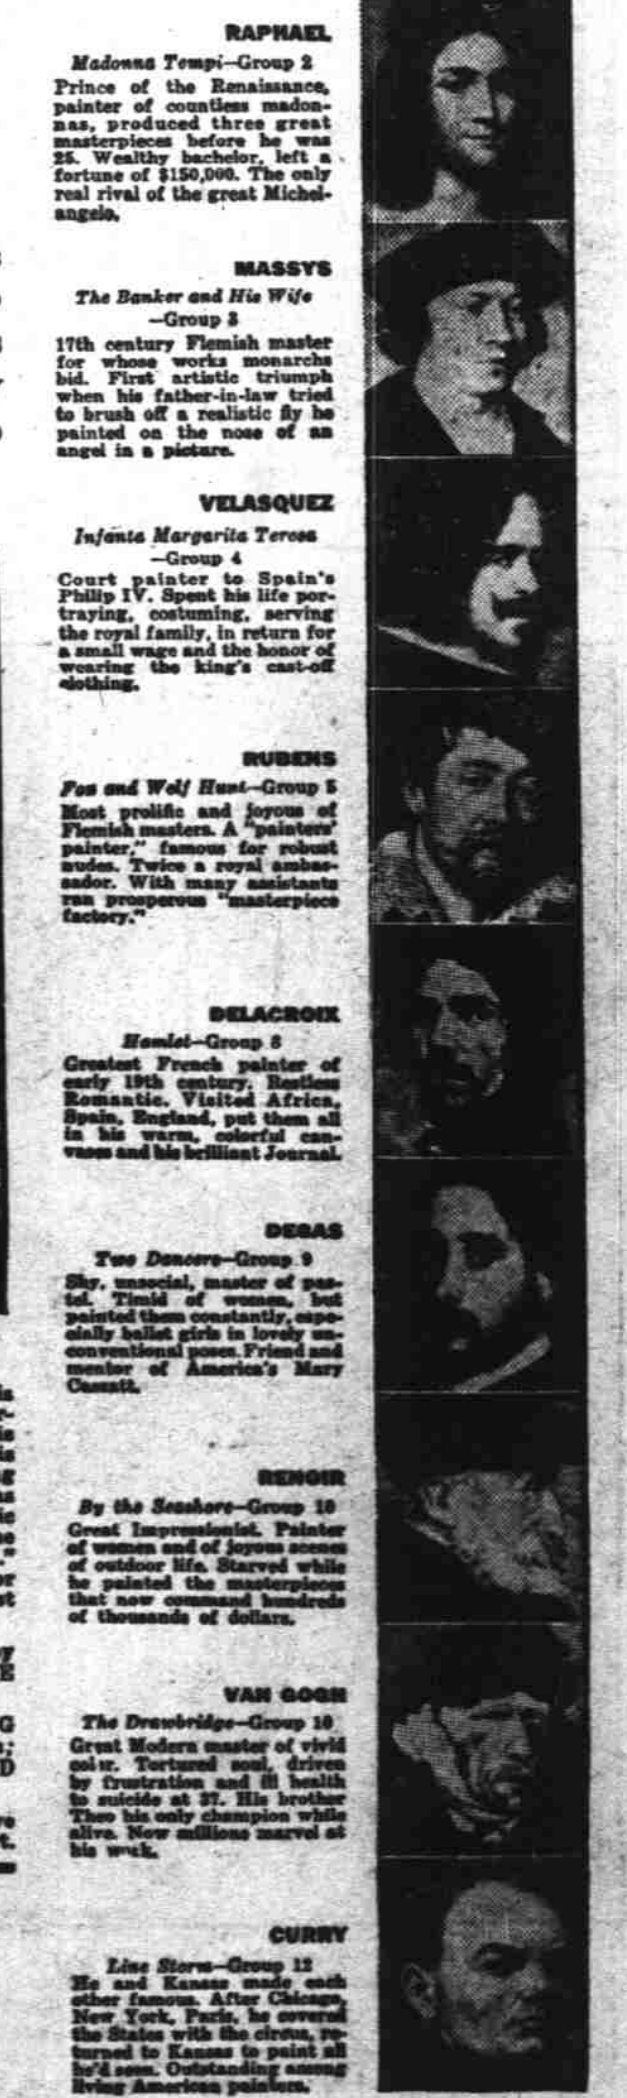 RAPHAEL
Madonna Tempi—Group 2
Prince of the Renaissance,
painter of countless madon-
nas, produced three great
masterpieces before he was
25. Wealthy bachelor, left a
fortune of $150,000. The only
real rival of the great Michel-
angelo.
MASSYS
The Banker and His Wife
—Group 3
17th century Flemish master
for whose works monarchs
bid. First artistic triumph
when his father-in-law tried
to brush off a realistic fly he
painted on the nose of an
angel in a picture.
VELASQUEZ
Infanta Margarita Teresa
—Group 4
Court painter to Spain's
Philip IV. Spent his life por-
traying, costuming, serving
the royal family, in return for
a small wage and the honor of
wearing the king's cast-off
clothing.
RUBENS
Fox and Wolf Hunt—Group 5
Most prolific and joyous of
Flemish masters. A "painters'
painter," famous for robust
nudes. Twice a royal ambas-
sador. With many assistants
ran prosperous "masterpiece
factory."
DELACROIX
Hamlet—Group 8
Greatest French painter of
early 19th century. Restless
Romantic. Visited Africa,
Spain, England, put them all
in his warm, colorful can-
vases and his brilliant Journal.
DEGAS
Two Dancers—Group 9
Shy, unsocial, master of pas-
tel. Timid of women, but
painted them constantly, espe-
cially ballet girls in lovely un-
conventional poses. Friend and
mentor of America's Mary
Cassatt.
RENOIR
By the Seashore—Group 10
Great Impressionist. Painter
of women and of joyous scenes
of outdoor life. Starved while
he painted the masterpieces
that now command hundreds
of thousands of dollars.
VAN GOGH
The Drawbridge—Group 10
Great Modern master of vivid
color. Tortured soul, driven
by frustration and ill health
to suicide at 37. His brother
Theo his only champion while
alive. Now millions marvel at
his work.
CURRY
Line Storm—Group 12
He and Kansas made each
other famous. After Chicago,
New York, Paris, he covered
the States with the circus, re-
turned to Kansas to paint all
he'd seen. Outstanding among
living American painters.